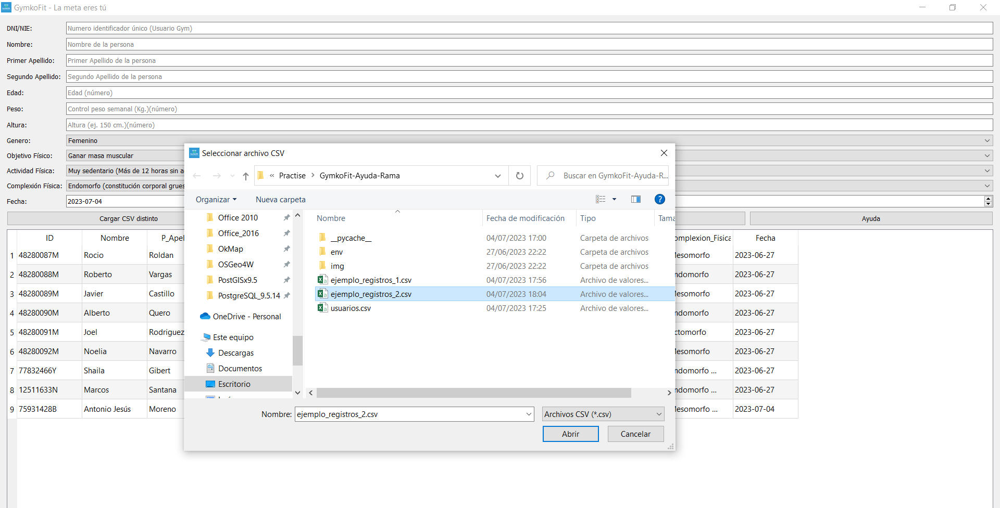 GymkoFit - La meta eres tú
DNI/NIE: Numero identificador único (Usuario Gym)
Nombre: Nombre de la persona
Primer Apellido: Primer Apellido de la persona
Segundo Apellido: Segundo Apellido de la persona
Edad: Edad (número)
Peso: Control peso semanal (Kg.)(número)
Altura: Altura (ej. 150 cm.)(número)
Genero: Femenino
Objetivo Físico: Ganar masa muscular
Actividad Física: Muy sedentario (Más de 12 horas sin a
Complexión Física: Endomorfo (constitución corporal grues
Fecha: 2023-07-04
Cargar CSV distinto
Ayuda
ID Nombre P_Apel omplexion_Fisica Fecha
1 48280087M Rocio Roldan lesomorfo 2023-06-27
2 48280088M Roberto Vargas ndomorfo 2023-06-27
3 48280089M Javier Castillo lesomorfo 2023-06-27
4 48280090M Alberto Quero ndomorfo 2023-06-27
5 48280091M Joel Rodriguez ctomorfo 2023-06-27
6 48280092M Noelia Navarro lesomorfo 2023-06-27
7 77832466Y Shaila Gibert ndomorfo ... 2023-06-27
8 12511633N Marcos Santana ndomorfo ... 2023-06-27
9 75931428B Antonio Jesús Moreno lesomorfo ... 2023-07-04
Seleccionar archivo CSV
« Practise > GymkoFit-Ayuda-Rama
Buscar en GymkoFit-Ayuda-R...
Organizar
Nueva carpeta
Office 2010
Office_2016
OkMap
OSGeo4W
PostGISx9.5
PostgreSQL_9.5.14
OneDrive - Personal
Este equipo
Descargas
Documentos
Escritorio
Nombre Fecha de modificación Tipo Tama
__pycache__ 04/07/2023 17:00 Carpeta de archivos
env 27/06/2023 22:22 Carpeta de archivos
img 27/06/2023 22:22 Carpeta de archivos
ejemplo_registros_1.csv 04/07/2023 17:56 Archivo de valores...
ejemplo_registros_2.csv 04/07/2023 18:04 Archivo de valores...
usuarios.csv 04/07/2023 17:25 Archivo de valores...
Nombre: ejemplo_registros_2.csv
Archivos CSV (*.csv)
Abrir
Cancelar